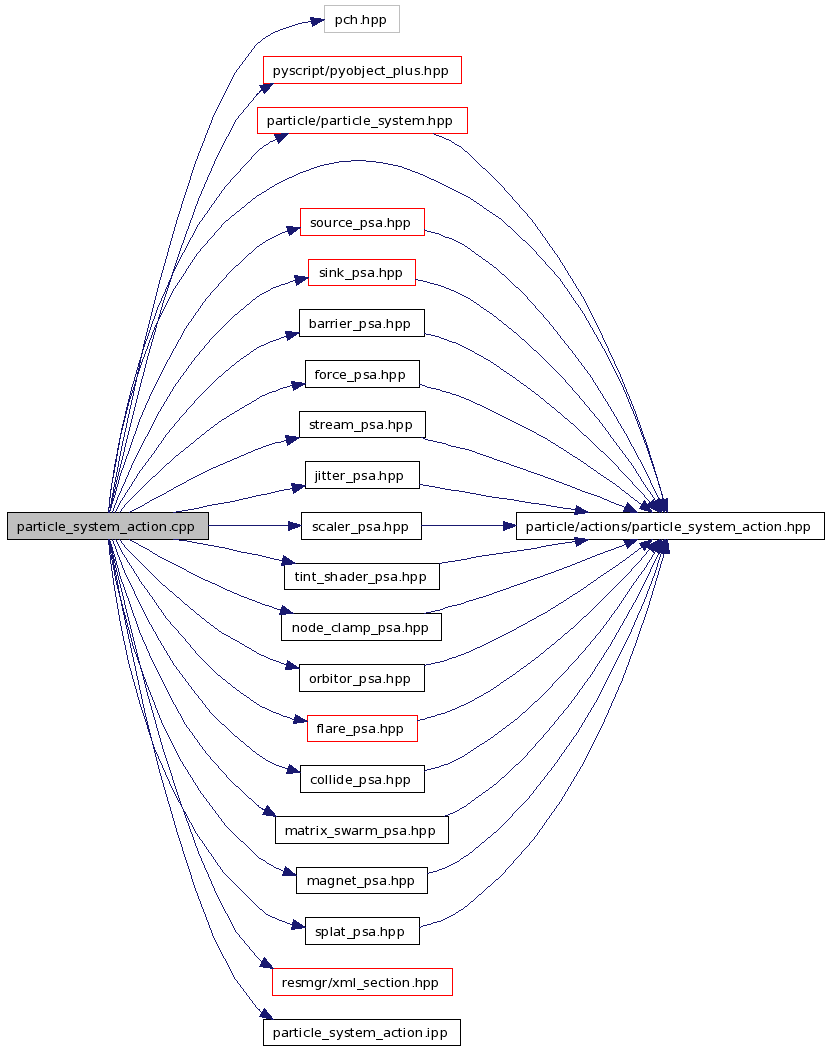 pch.hpp
pyscript/pyobject_plus.hpp
particle/particle_system.hpp
source_psa.hpp
sink_psa.hpp
barrier_psa.hpp
force_psa.hpp
stream_psa.hpp
jitter_psa.hpp
particle_system_action.cpp
scaler_psa.hpp
particle/actions/particle_system_action.hpp
tint_shader_psa.hpp
node_clamp_psa.hpp
orbitor_psa.hpp
flare_psa.hpp
collide_psa.hpp
matrix_swarm_psa.hpp
magnet_psa.hpp
splat_psa.hpp
resmgr/xml_section.hpp
particle_system_action.ipp